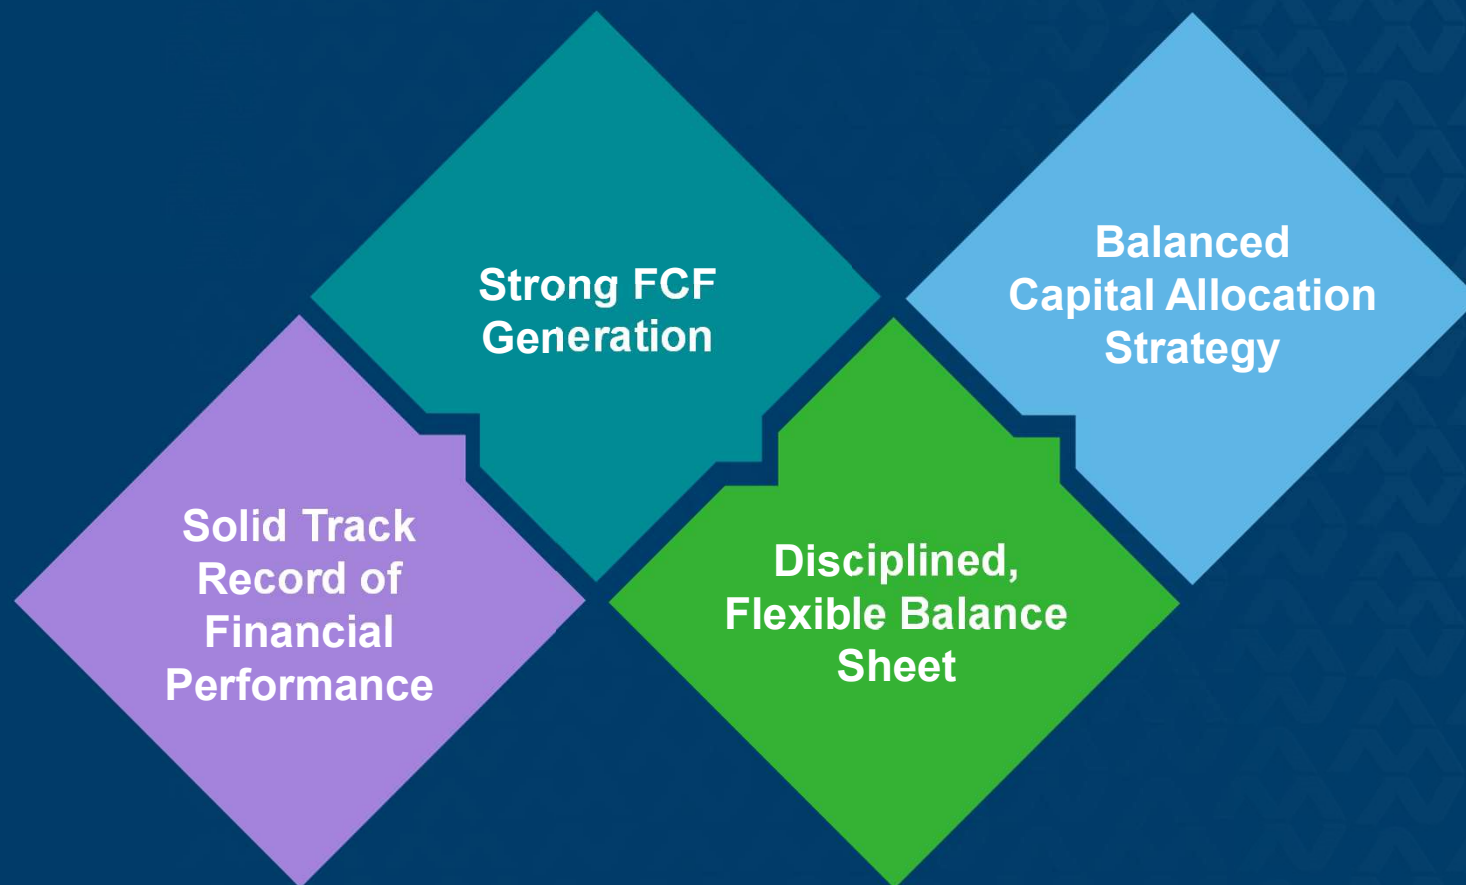 Solid Track
Record of
Financial
Performance
Strong FCF
Generation
Disciplined,
Flexible Balance
Sheet
Balanced
Capital Allocation
Strategy